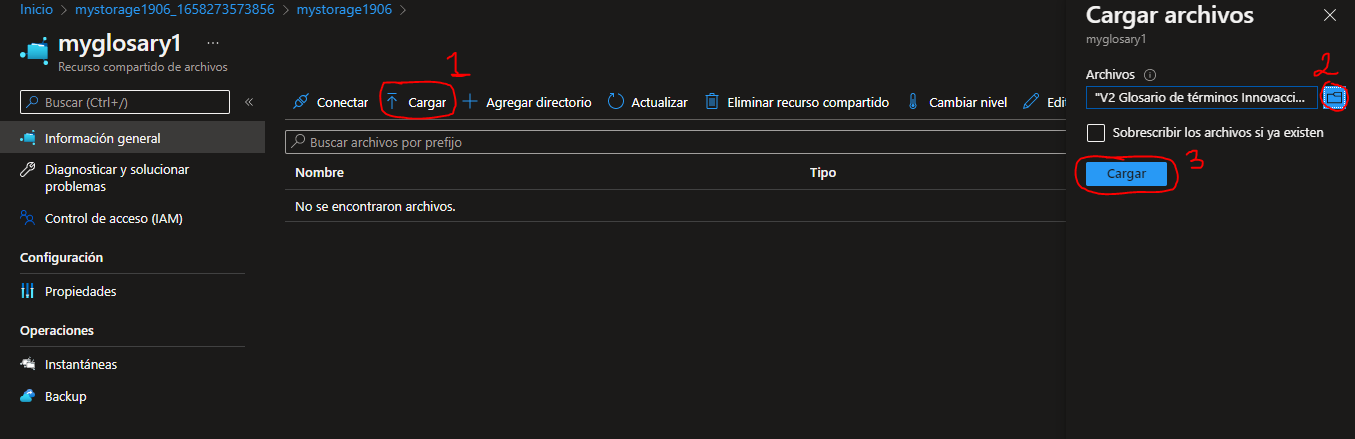 Inicio > mystorage1906_1658273573856 > mystorage1906 >
myglosary1 ...
Recurso compartido de archivos
Buscar (Ctrl+/)
«
Información general
Diagnosticar y solucionar
problemas
Control de acceso (IAM)
Configuración
Propiedades
Operaciones
Instantáneas
Backup
1
Conectar Cargar Agregar directorio Actualizar Eliminar recurso compartido Cambiar nivel Edit
Buscar archivos por prefijo
Nombre Tipo
No se encontraron archivos.
Cargar archivos
myglosary1
Archivos
2
"V2 Glosario de términos Innovacci...
Sobrescribir los archivos si ya existen
Cargar
3